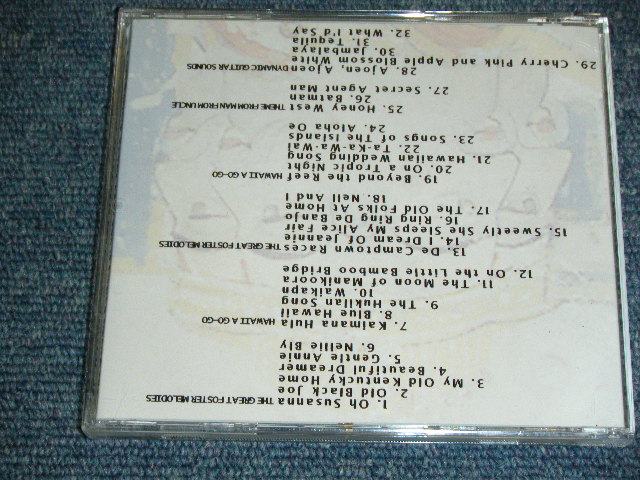 1. Oh Susanna THE GREAT FOSTER MELODIES
2. Old Black Joe
3. My Old Kentucky Home
4. Beautiful Dreamer
5. Gentle Annie
6. Nellie Bly
7. Kaimana Hula HAWAII A GO-GO
8. Blue Hawaii
9. The Hukilau Song
10. Waikapn
11. The Moon of Manikoora
12. On the Little Bamboo Bridge
13. De Camptown Races THE GREAT FOSTER MELODIES
14. I Dream Of Jeannie
15. Sweetly She Sleeps My Alice Fair
16. Ring Ring De Banjo
17. The Old Folks At Home
18. Nell And I
19. Beyond the Reef HAWAII A GO-GO
20. On a Tropic Night
21. Hawaiian Wedding Song
22. Ta-Ka-Wa-Wai
23. Songs of The Islands
24. Aloha Oe
25. Honey West THEME FROM MAN FROM UNCLE
26. Batman
27. Secret Agent Man
28. Ajoen, Ajoen DYNAMIC GUITAR SOUNDS
29. Cherry Pink and Apple Blossom White
30. Jambalaya
31. Tequila
32. What I'd Say